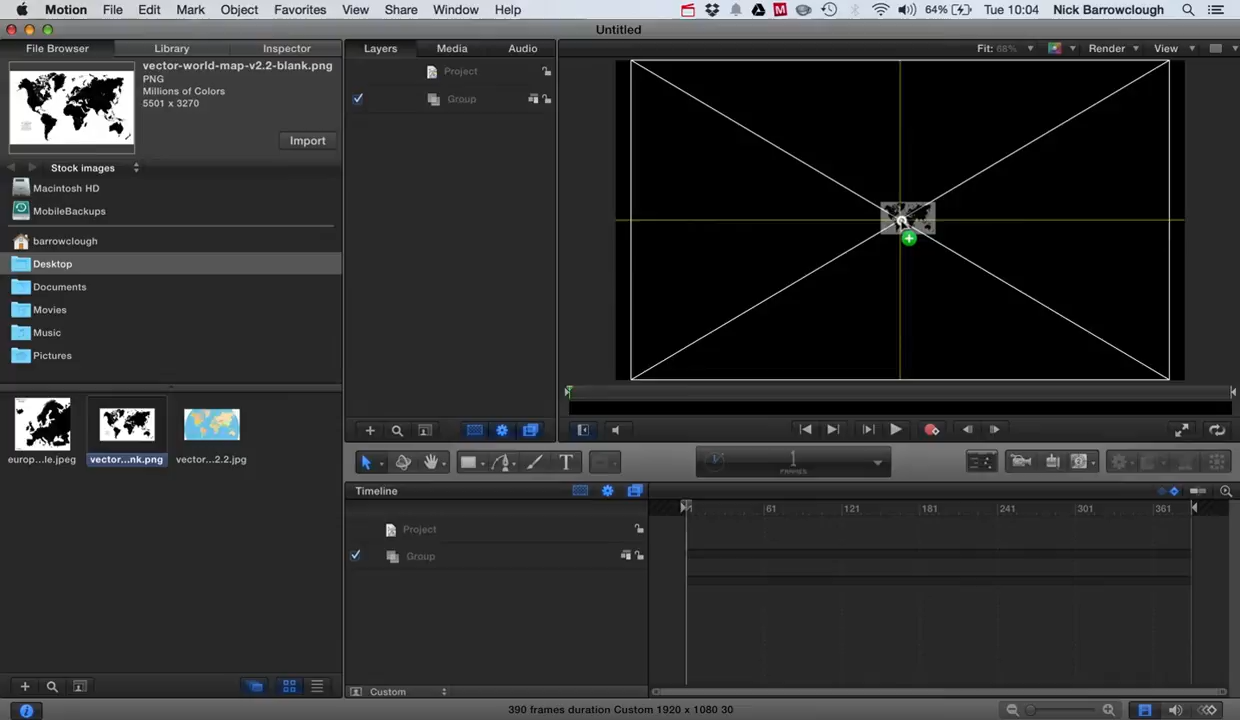 Motion File Edit Mark Object Favorites View Share Window Help 64% Tue 10:04 Nick Barrowclough
Untitled
File Browser Library Inspector Layers Media Audio Fit: 68% Render View
vector-world-map-v2.2-blank.png
PNG
Millions of Colors
5501 x 3270
Import
Project
Group
Stock images
Macintosh HD
MobileBackups
barrowclough
Desktop
Documents
Movies
Music
Pictures
europ...le.jpeg vector...nk.png vector...2.2.jpg
T
1
FRAMES
Timeline
1 61 121 181 241 301 361
Project
Group
Custom
390 frames duration Custom 1920 x 1080 30